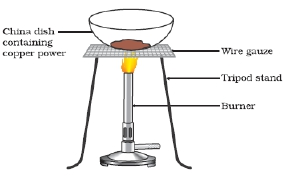 China dish
containing
copper power
Wire gauze
Tripod stand
Burner